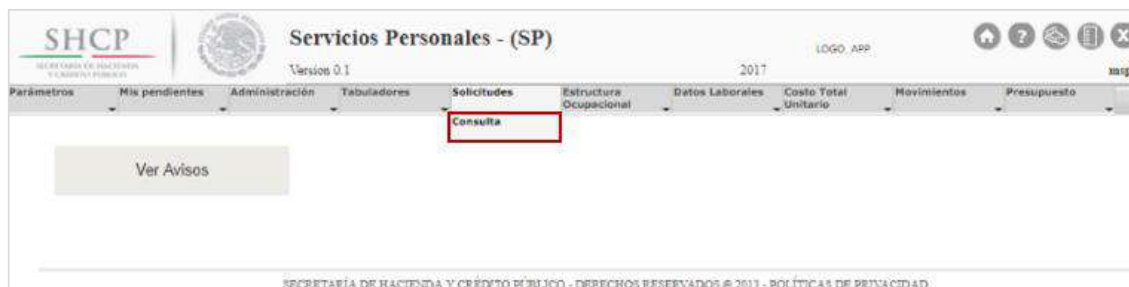 SHCP
SECRETARÍA DE HACIENDA
Y CRÉDITO PÚBLICO
Servicios Personales - (SP)
LOGO_APP
Version 0.1
2017
Parámetros
Mis pendientes
Administración
Tabuladores
Solicitudes
Estructura
Ocupacional
Datos Laborales
Costo Total
Unitario
Movimientos
Presupuesto
Consulta
Ver Avisos
SECRETARÍA DE HACIENDA Y CRÉDITO PÚBLICO - DERECHOS RESERVADOS @ 2011 - POLÍTICAS DE PRIVACIDAD